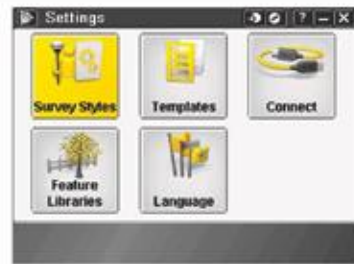 Settings
? – X
Survey Styles
Templates
Connect
Feature
Libraries
Language